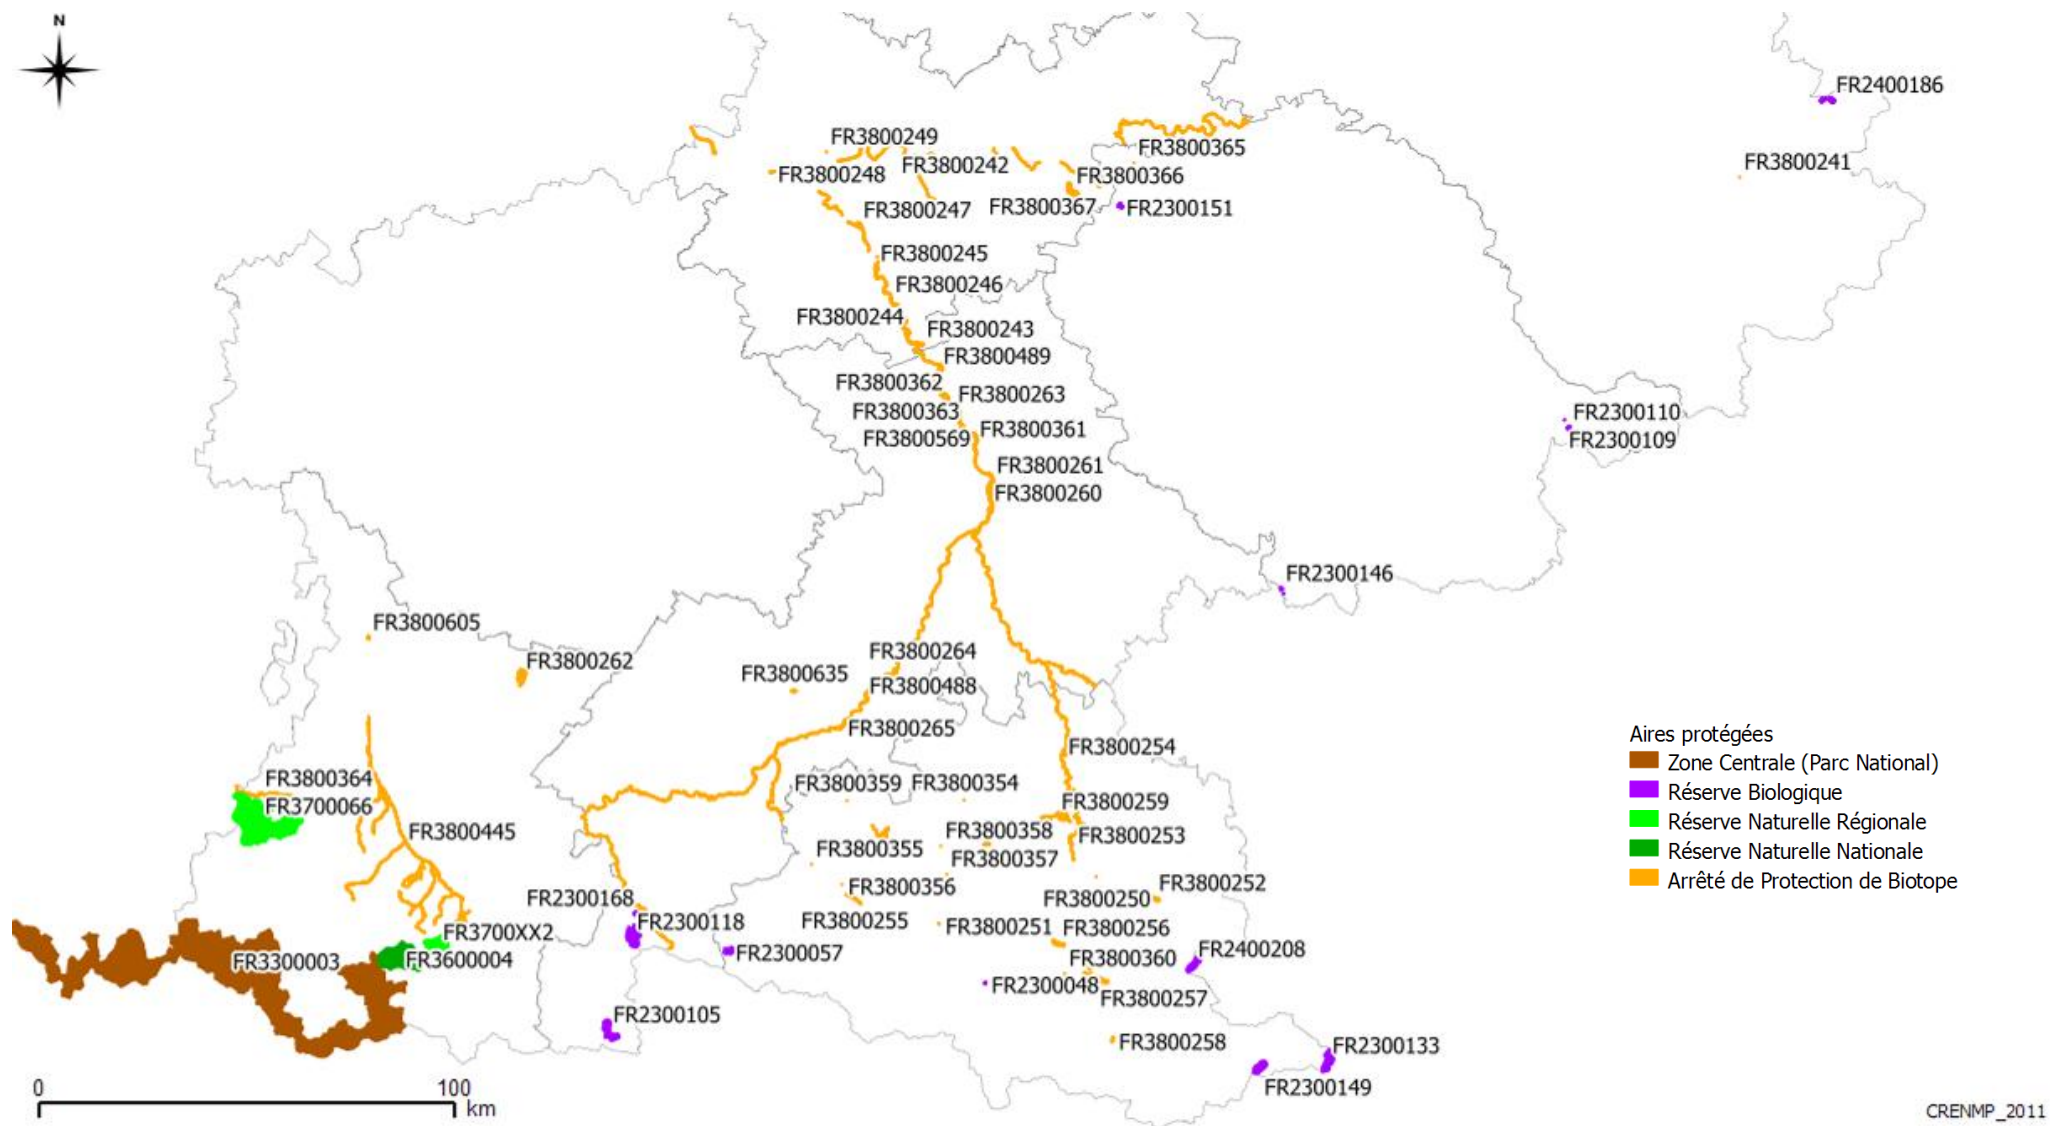 N
FR2400186
FR3800249
FR3800365
FR3800242
FR3800241
FR3800248
FR3800366
FR3800247
FR3800367
FR2300151
FR3800245
FR3800246
FR3800244
FR3800243
FR3800489
FR3800362
FR3800263
FR3800363
FR2300110
FR3800361
FR3800569
FR2300109
FR3800261
FR3800260
FR2300146
FR3800605
FR3800264
FR3800262
FR3800635
FR3800488
FR3800265
FR3800254
FR3800364
FR3800359
FR3800354
FR3700066
FR3800259
FR3800445
FR3800358
FR3800253
FR3800355
FR3800357
FR3800356
FR3800252
FR2300168
FR3800250
FR2300118
FR3800255
FR3800251
FR3800256
FR3700XX2
FR2300057
FR2400208
FR3300003
FR3600004
FR3800360
FR2300048
FR3800257
FR2300105
FR3800258
FR2300133
FR2300149
Aires protégées
Zone Centrale (Parc National)
Réserve Biologique
Réserve Naturelle Régionale
Réserve Naturelle Nationale
Arrêté de Protection de Biotope
0 100
km
CRENMP_2011